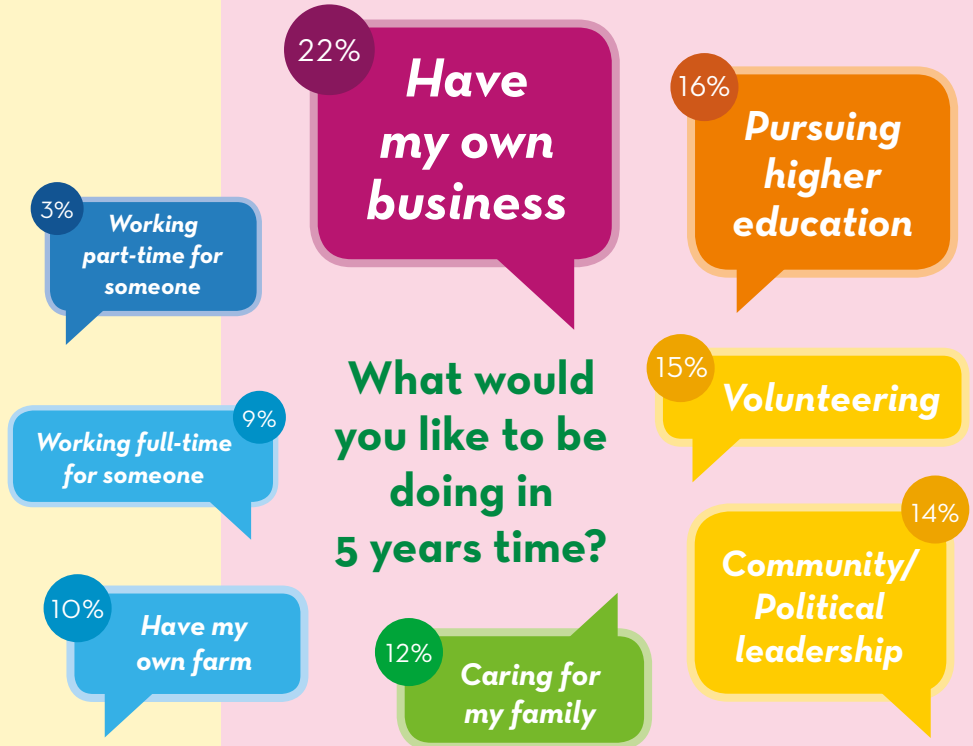 22%
Have
my own
business
16%
Pursuing
higher
education
3%
Working
part-time for
someone
What would
you like to be
doing in
5 years time?
15%
Volunteering
9%
Working full-time
for someone
14%
Community/
Political
leadership
10%
Have my
own farm
12%
Caring for
my family